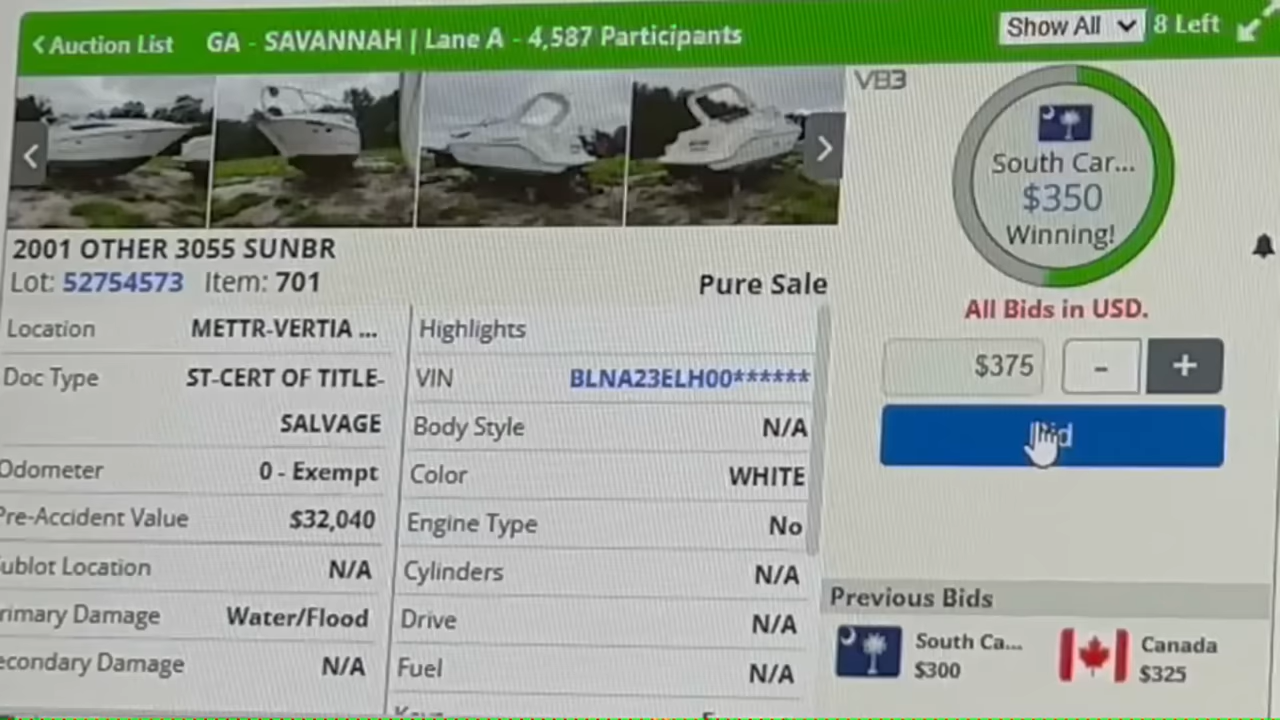 Auction List GA - SAVANNAH | Lane A - 4,587 Participants Show All 8 Left
VB3
South Car...
$350
Winning!
All Bids in USD.
2001 OTHER 3055 SUNBR
Lot: 52754573 Item: 701 Pure Sale
Location METTR-VERTIA ...
Doc Type ST-CERT OF TITLE-
SALVAGE
Odometer 0 - Exempt
Pre-Accident Value $32,040
ublot Location N/A
rimary Damage Water/Flood
econdary Damage N/A
Highlights
VIN BLNA23ELH00******
Body Style N/A
Color WHITE
Engine Type No
Cylinders N/A
Drive N/A
Fuel N/A
$375 - +
Previous Bids
South Ca...
$300
Canada
$325